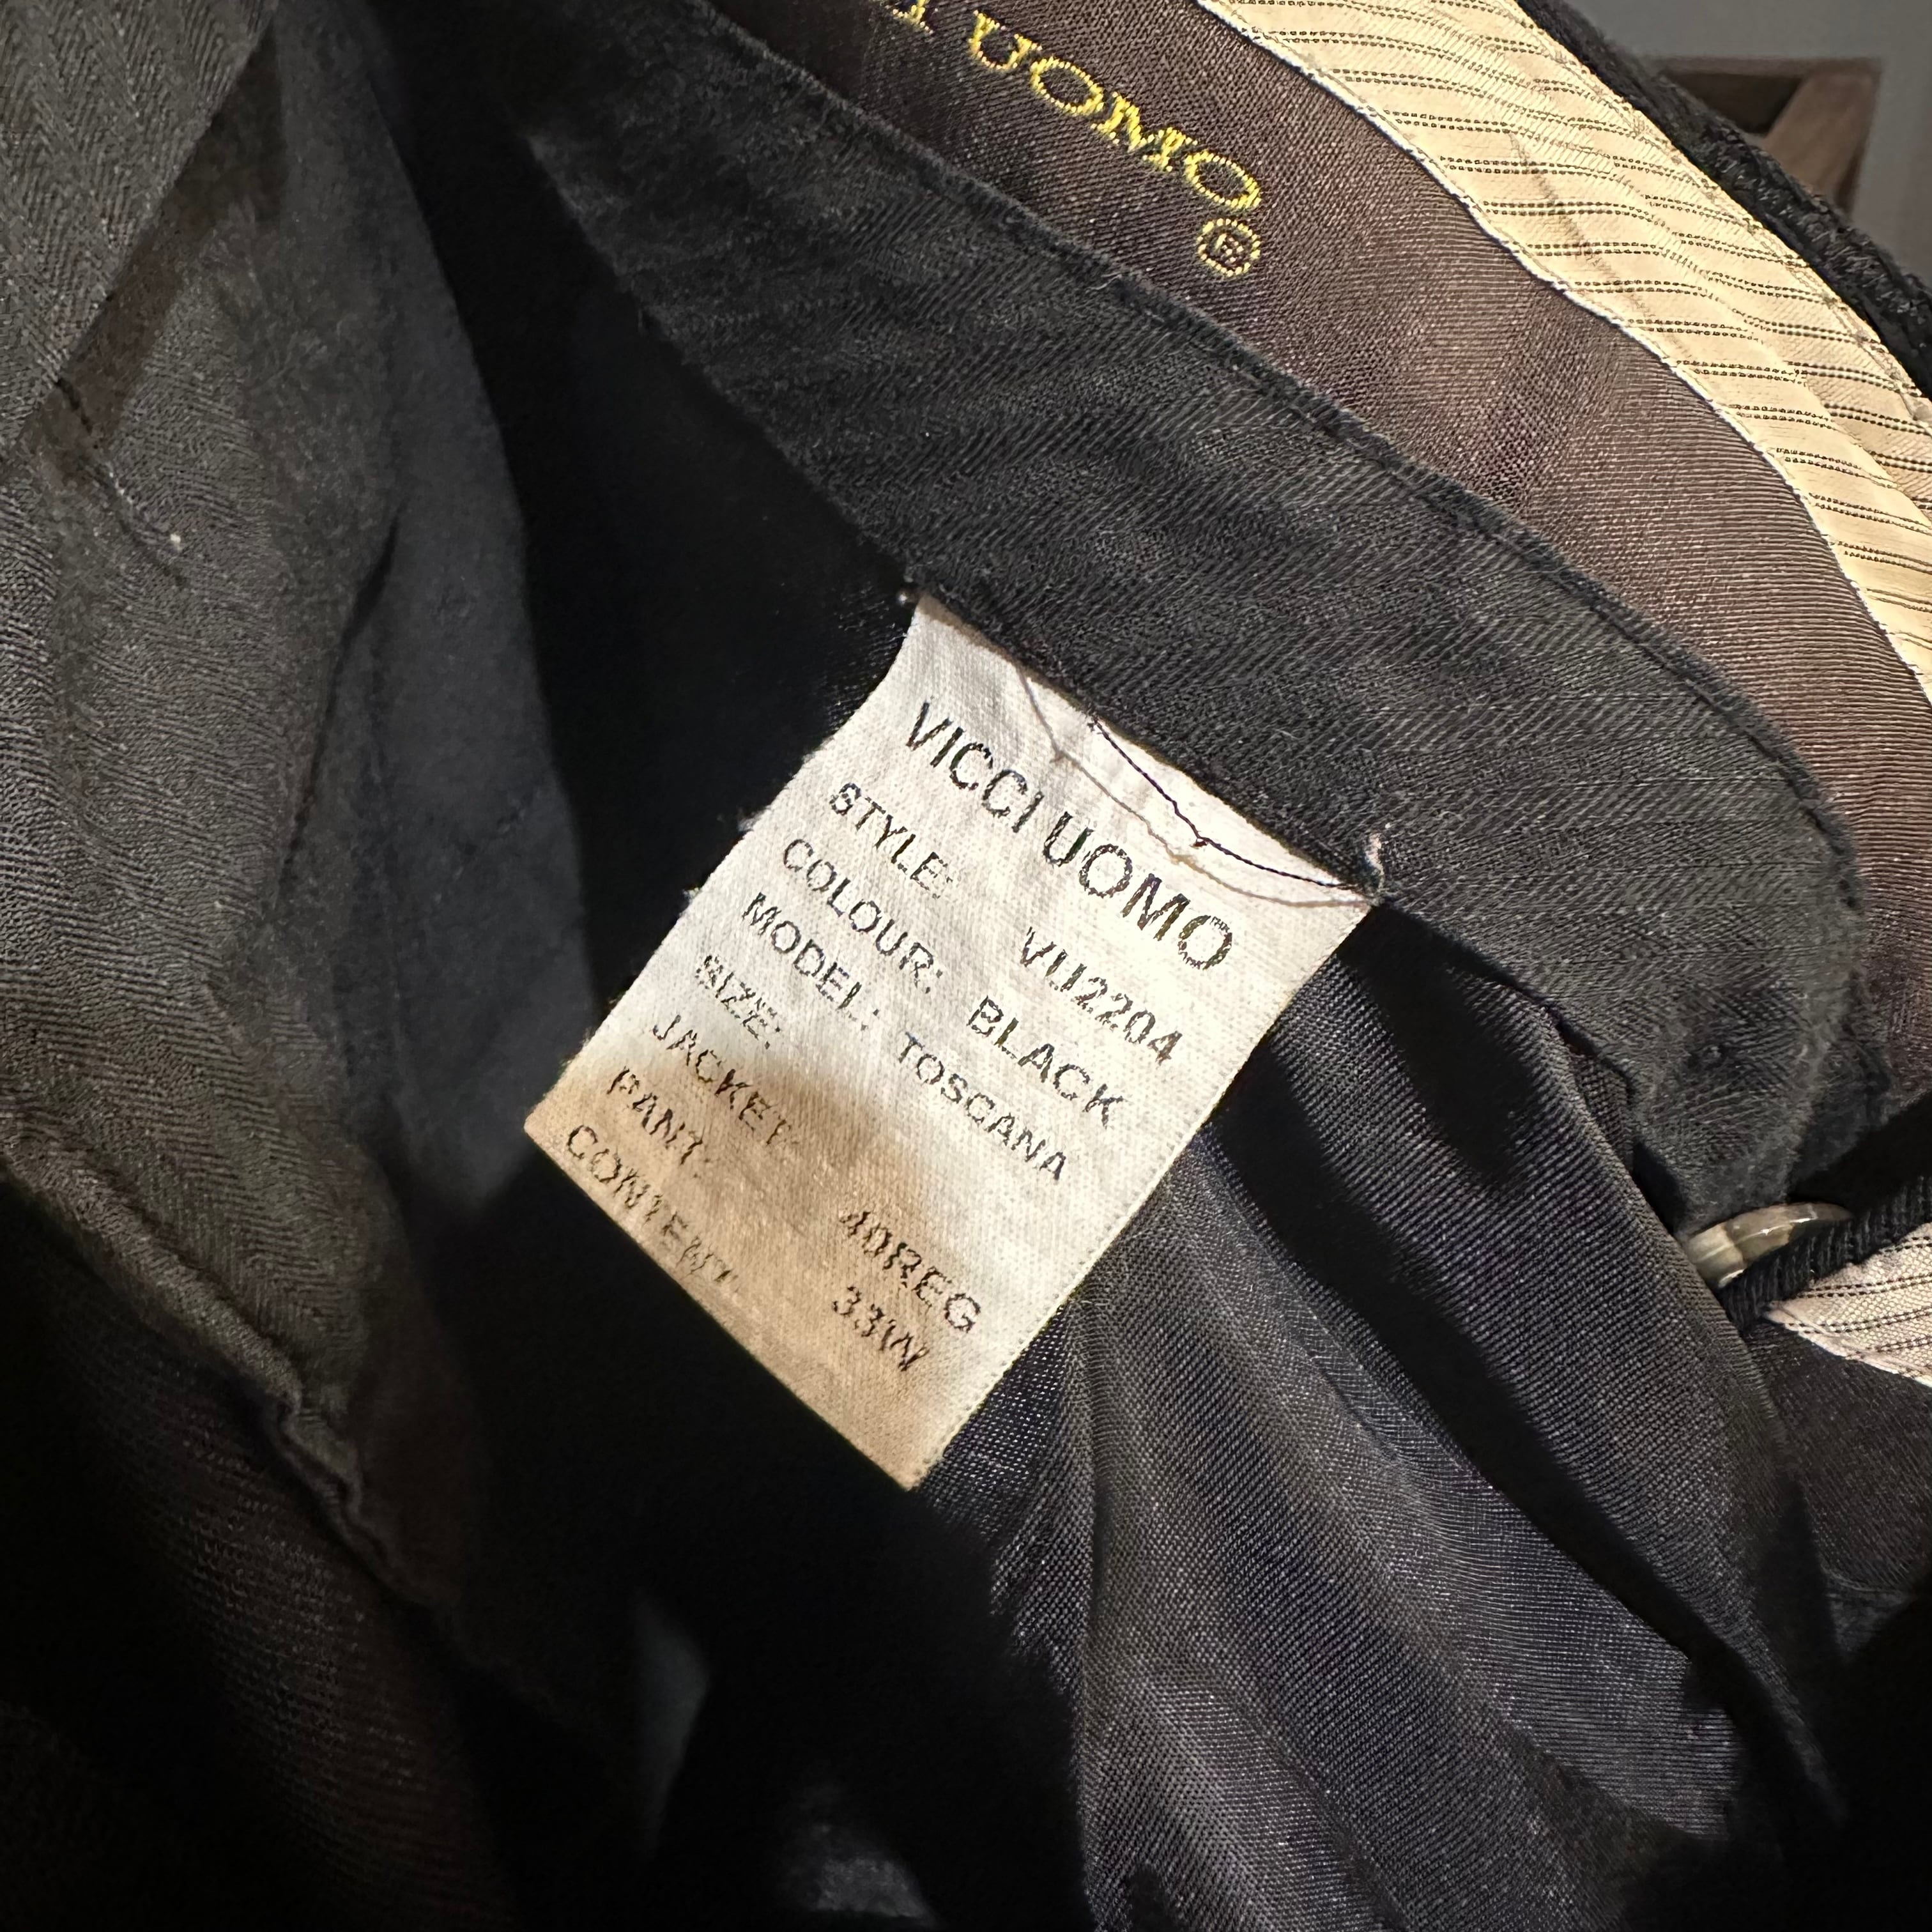 UOMO®
VICCI UOMO
STYLE: VU2204
COLOUR: BLACK
MODEL: TOSCANA
SIZE:
JACKET: 40REG
PANT: 33W
CONTENT: